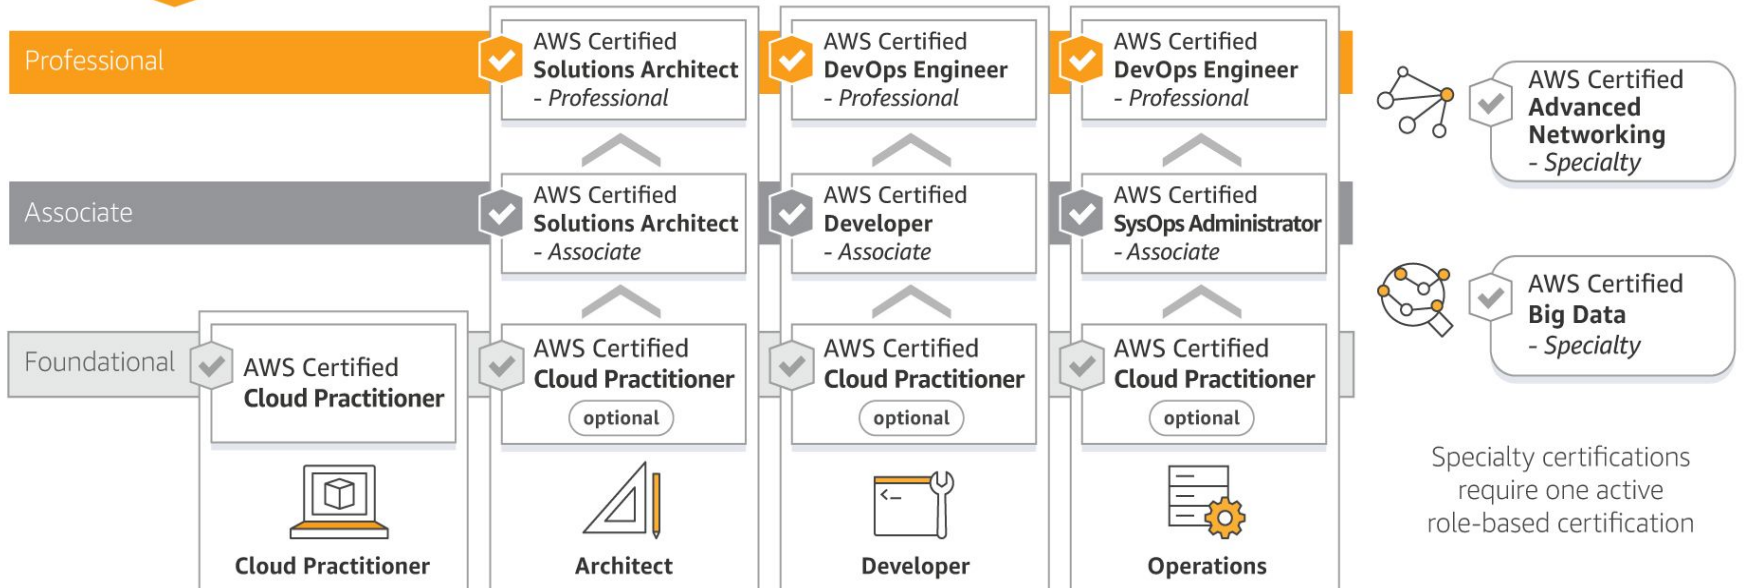 Professional
AWS Certified
Solutions Architect
- Professional
AWS Certified
DevOps Engineer
- Professional
AWS Certified
DevOps Engineer
- Professional
AWS Certified
Advanced
Networking
- Specialty
Associate
AWS Certified
Solutions Architect
- Associate
AWS Certified
Developer
- Associate
AWS Certified
SysOps Administrator
- Associate
AWS Certified
Big Data
- Specialty
Foundational
AWS Certified
Cloud Practitioner
AWS Certified
Cloud Practitioner
optional
AWS Certified
Cloud Practitioner
optional
AWS Certified
Cloud Practitioner
optional
Specialty certifications
require one active
role-based certification
<_
Cloud Practitioner
Architect
Developer
Operations